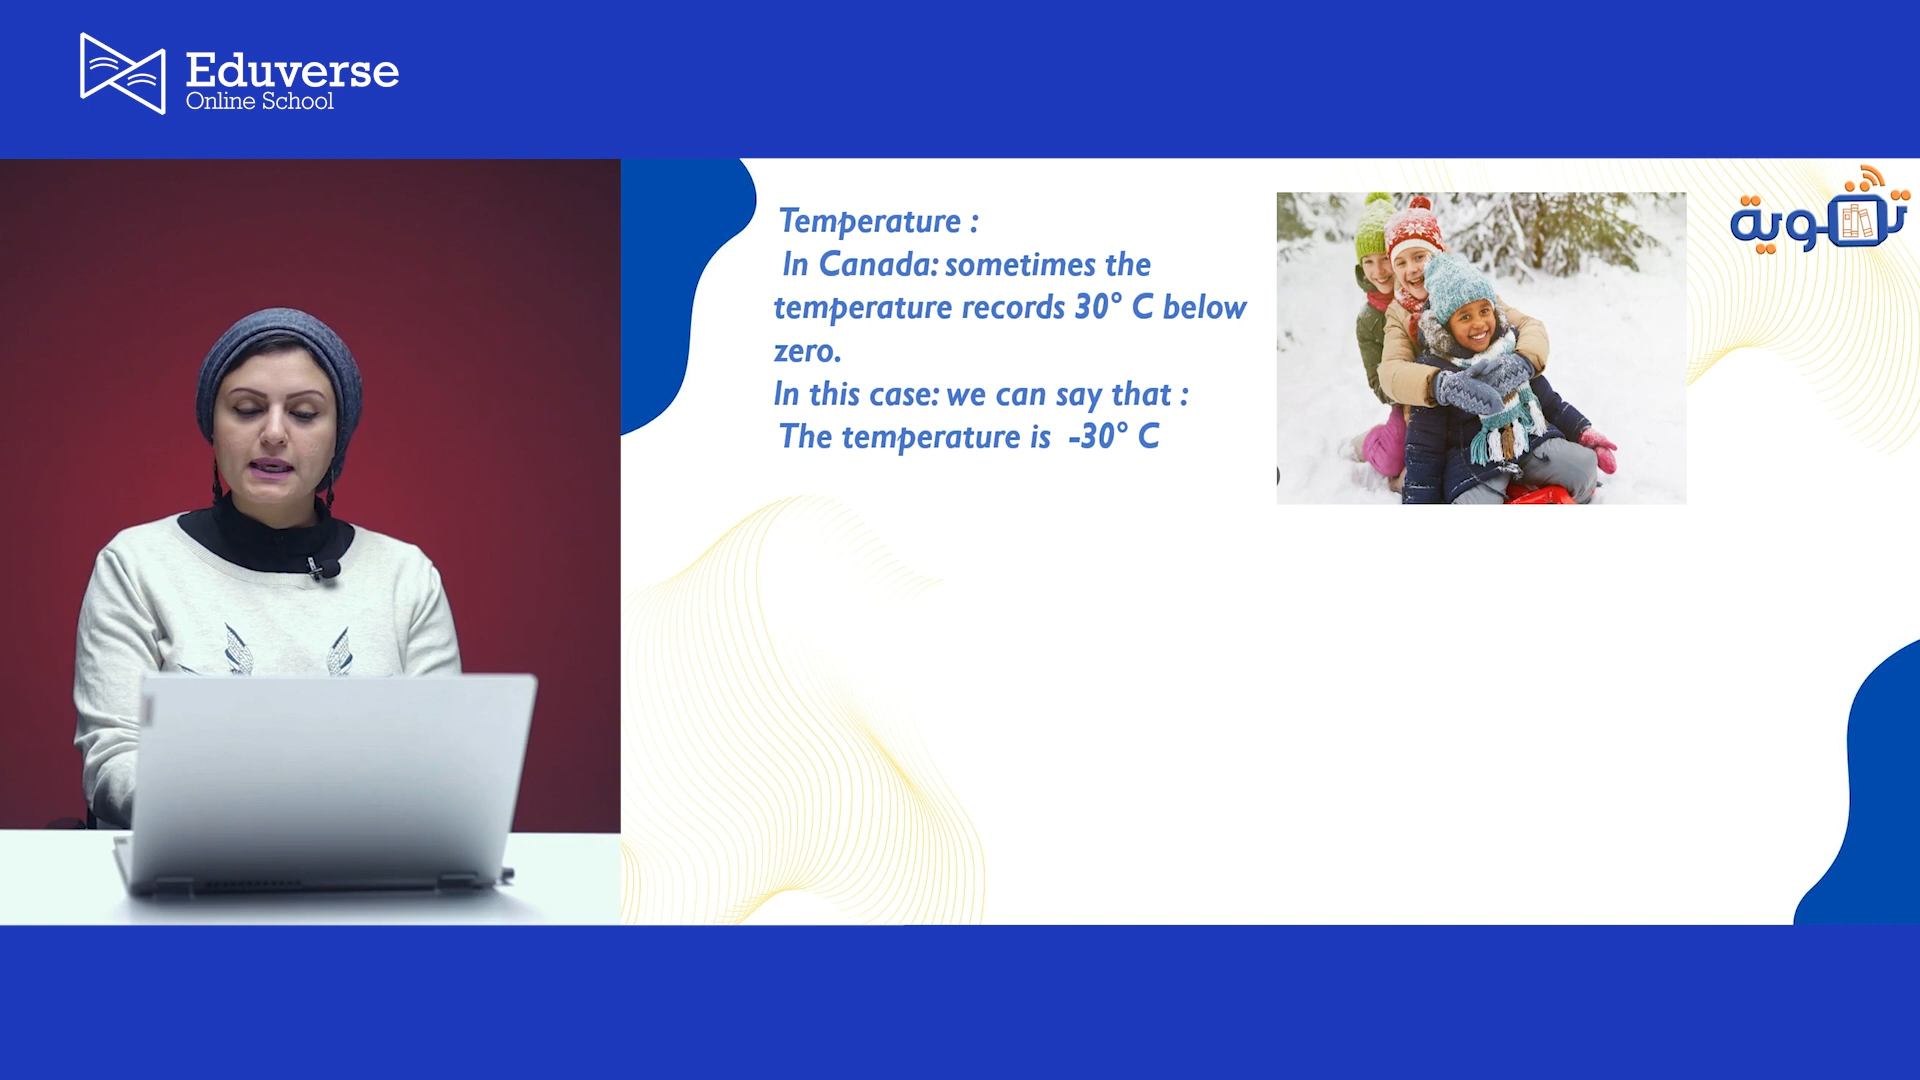 Eduverse
Online School
Temperature :
In Canada: sometimes the
temperature records 30° C below
zero.
In this case: we can say that :
The temperature is -30° C
تقوية